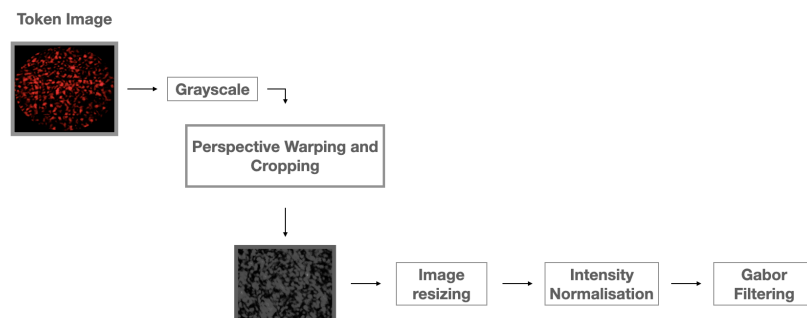 Token Image
Grayscale
Perspective Warping and
Cropping
Image
resizing
Intensity
Normalisation
Gabor
Filtering